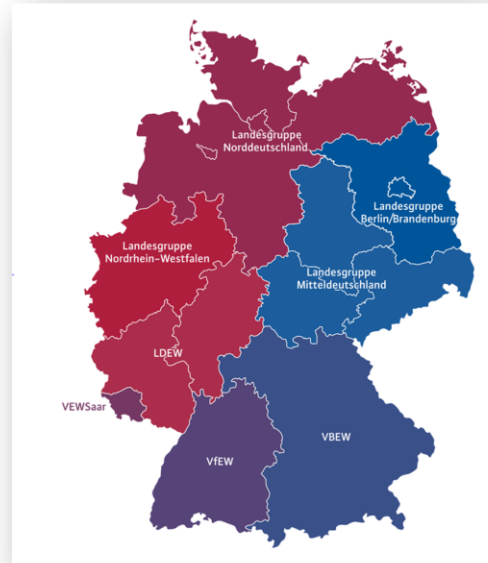 Landesgruppe
Norddeutschland
Landesgruppe
Berlin/Brandenburg
Landesgruppe
Nordrhein-Westfalen
Landesgruppe
Mitteldeutschland
LDEW
VEWSaar
VfEW
VBEW